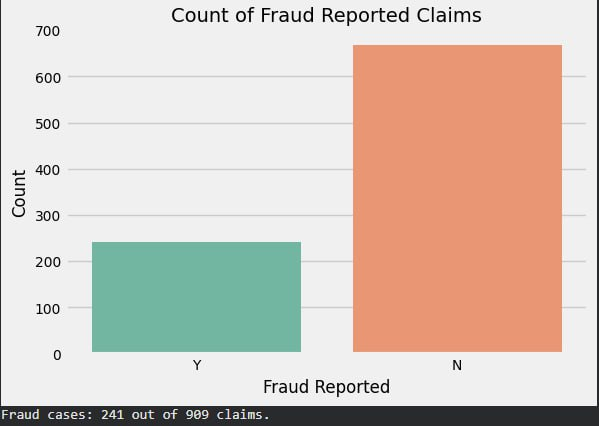 Count of Fraud Reported Claims
700
600
500
400
300
200
100
0
Count
Y N
Fraud Reported
Fraud cases: 241 out of 909 claims.